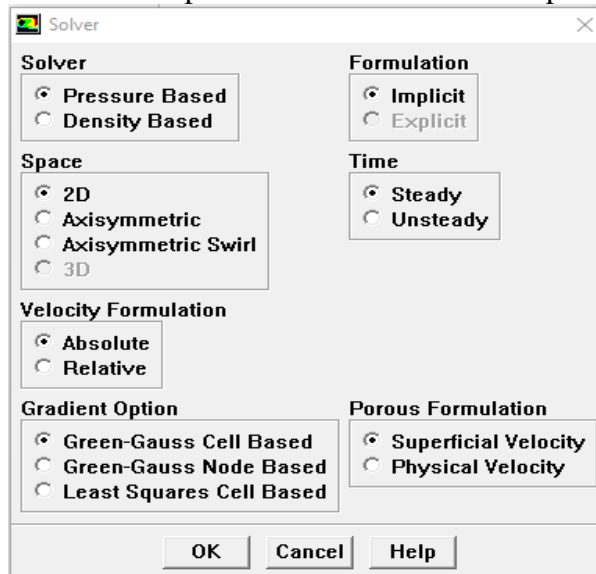 Solver
Solver
Pressure Based
Density Based
Formulation
Implicit
Explicit
Space
2D
Axisymmetric
Axisymmetric Swirl
3D
Time
Steady
Unsteady
Velocity Formulation
Absolute
Relative
Gradient Option
Green-Gauss Cell Based
Green-Gauss Node Based
Least Squares Cell Based
Porous Formulation
Superficial Velocity
Physical Velocity
OK Cancel Help